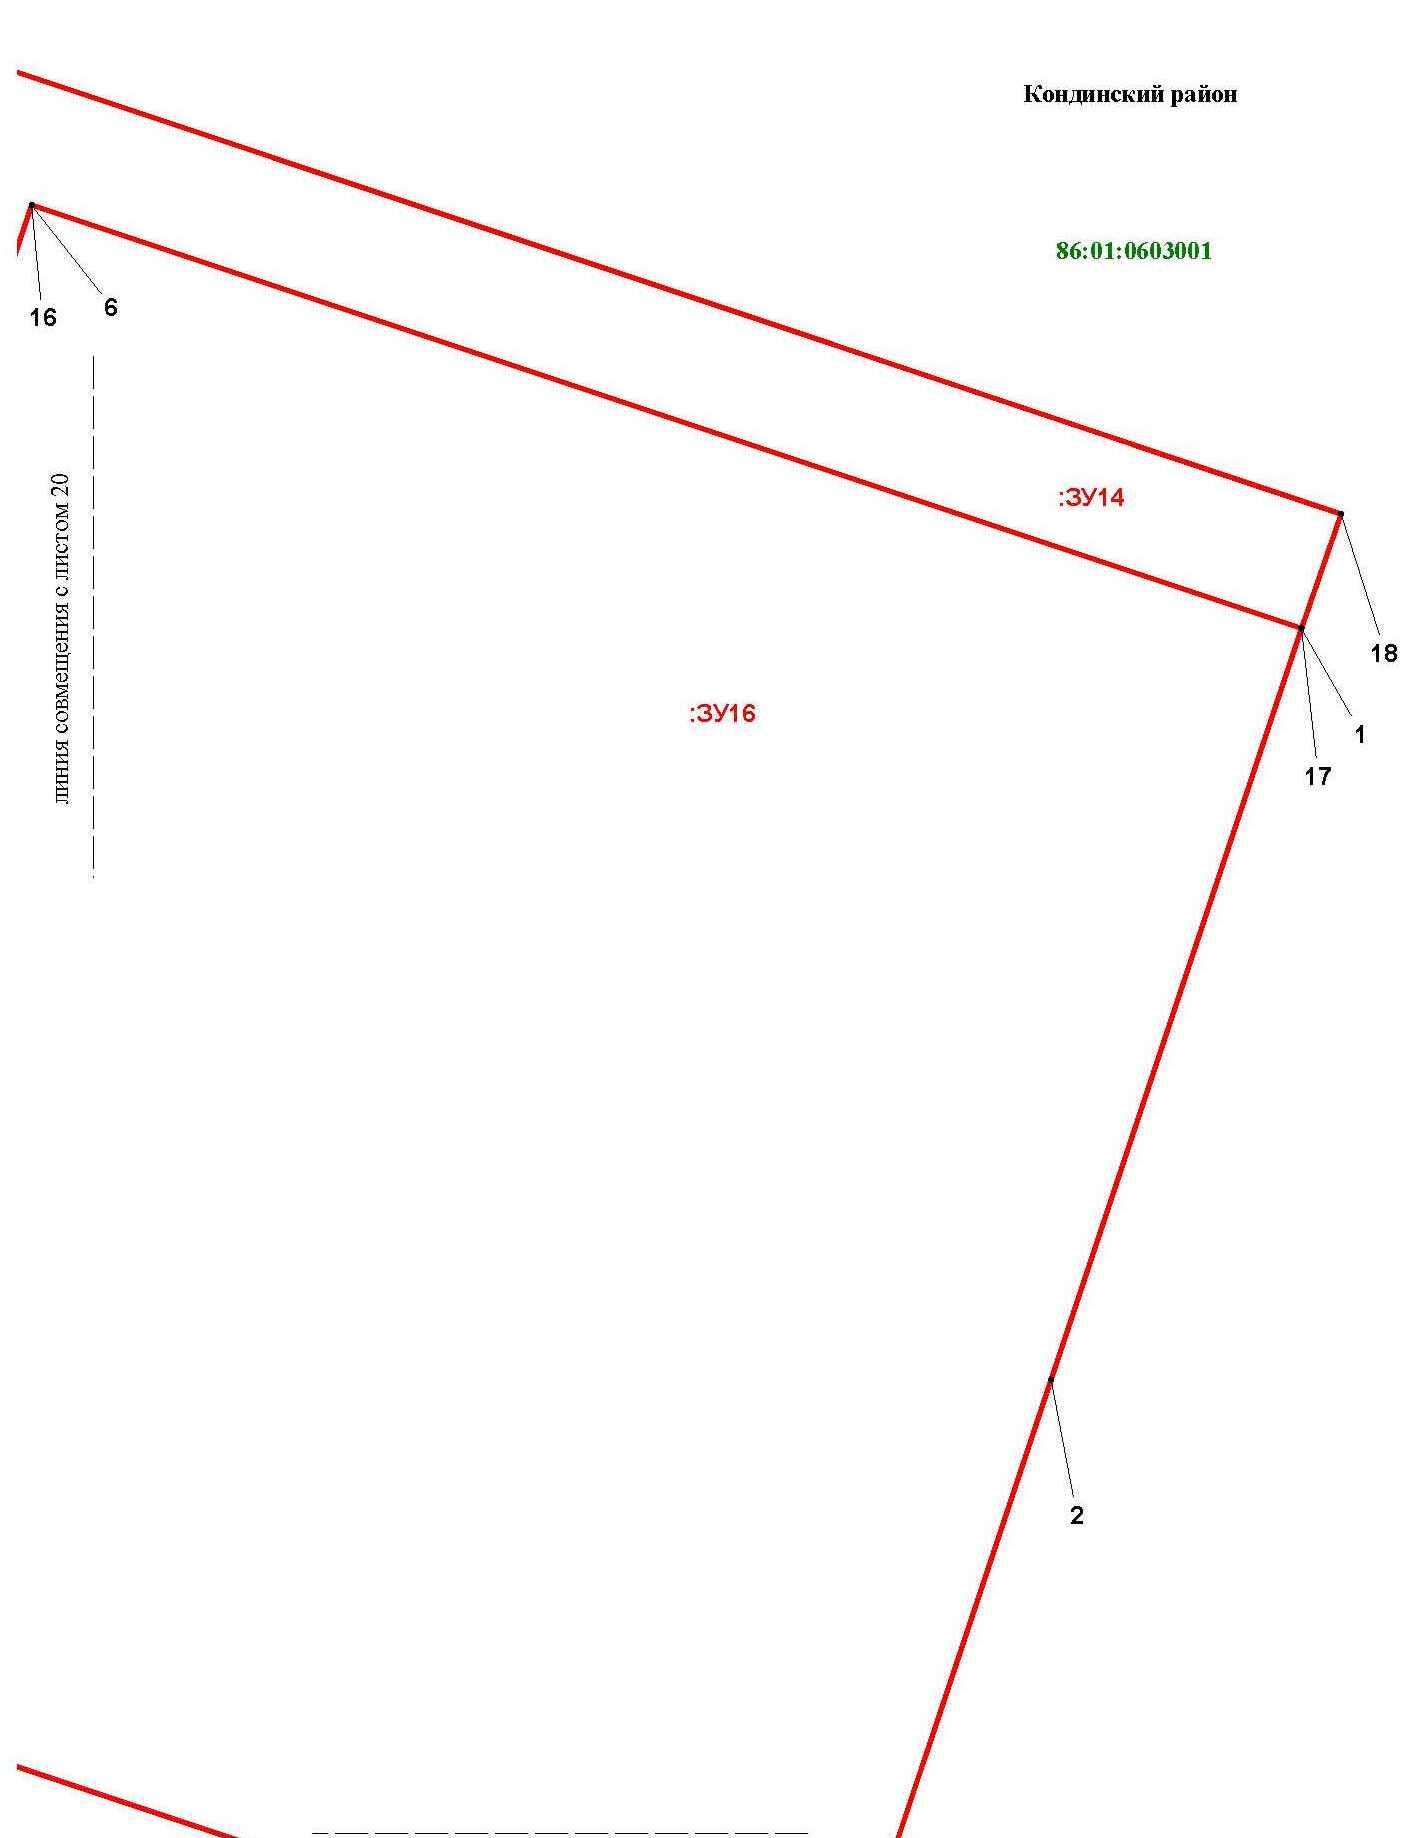 Кондинский район
86:01:0603001
16
6
линия совмещения с листом 20
:ЗУ14
18
:ЗУ16
1
17
2